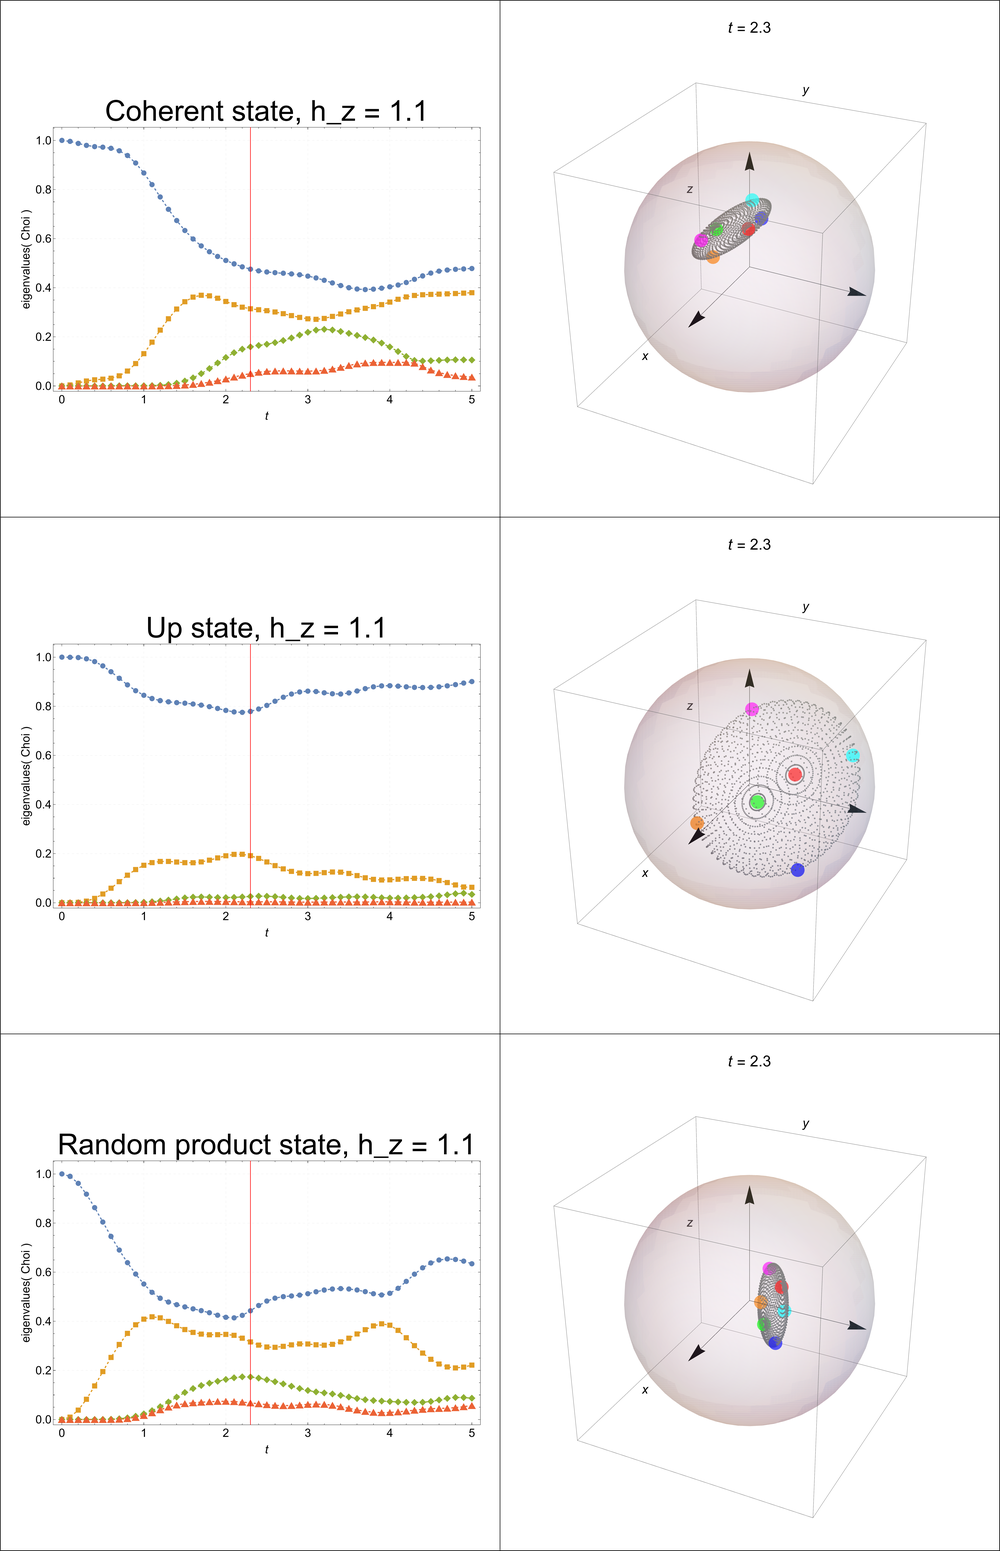 Coherent state, h_z = 1.1
eigenvalues( Choi )
1.0
0.8
0.6
0.4
0.2
0.0
0 1 2 3 4 5
t
t = 2.3
y
z
x
Up state, h_z = 1.1
eigenvalues( Choi )
1.0
0.8
0.6
0.4
0.2
0.0
0 1 2 3 4 5
t
t = 2.3
y
z
x
Random product state, h_z = 1.1
eigenvalues( Choi )
1.0
0.8
0.6
0.4
0.2
0.0
0 1 2 3 4 5
t
t = 2.3
y
z
x